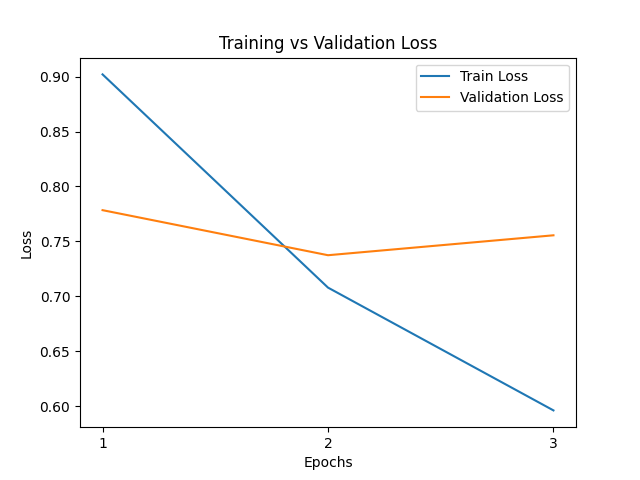 Training vs Validation Loss
Train Loss
Validation Loss
0.90
0.85
0.80
0.75
0.70
0.65
0.60
Loss
1
2
3
Epochs